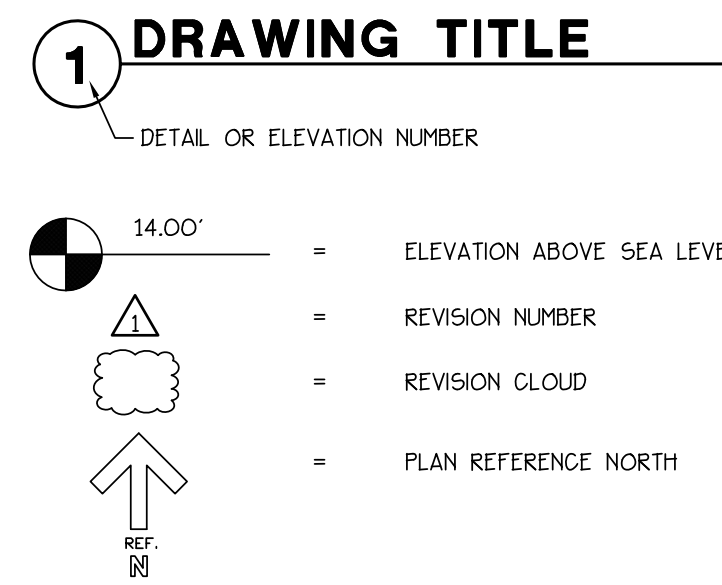 1 DRAWING TITLE
DETAIL OR ELEVATION NUMBER
14.00' = ELEVATION ABOVE SEA
1 = REVISION NUMBER
= REVISION CLOUD
= PLAN REFERENCE NORTH
REF.
N